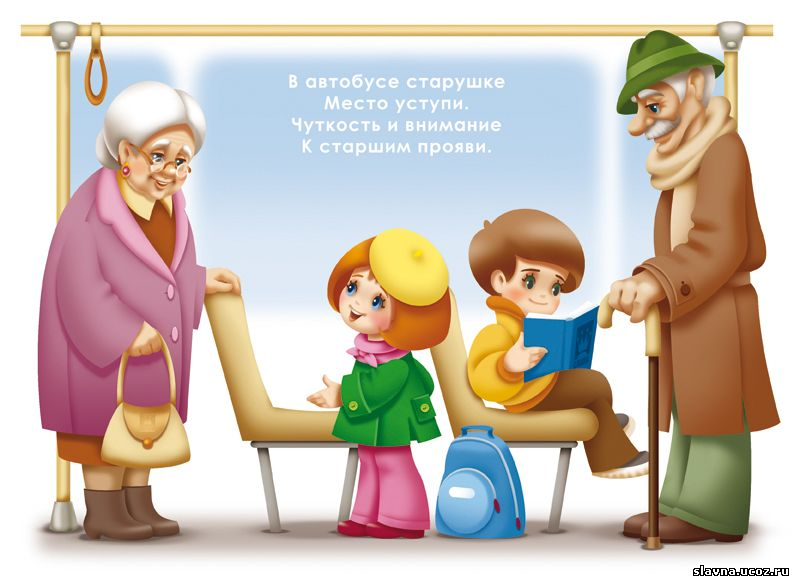 В автобусе старушке
Место уступи.
Чуткость и внимание
К старшим прояви.
slavna.ucoz.ru